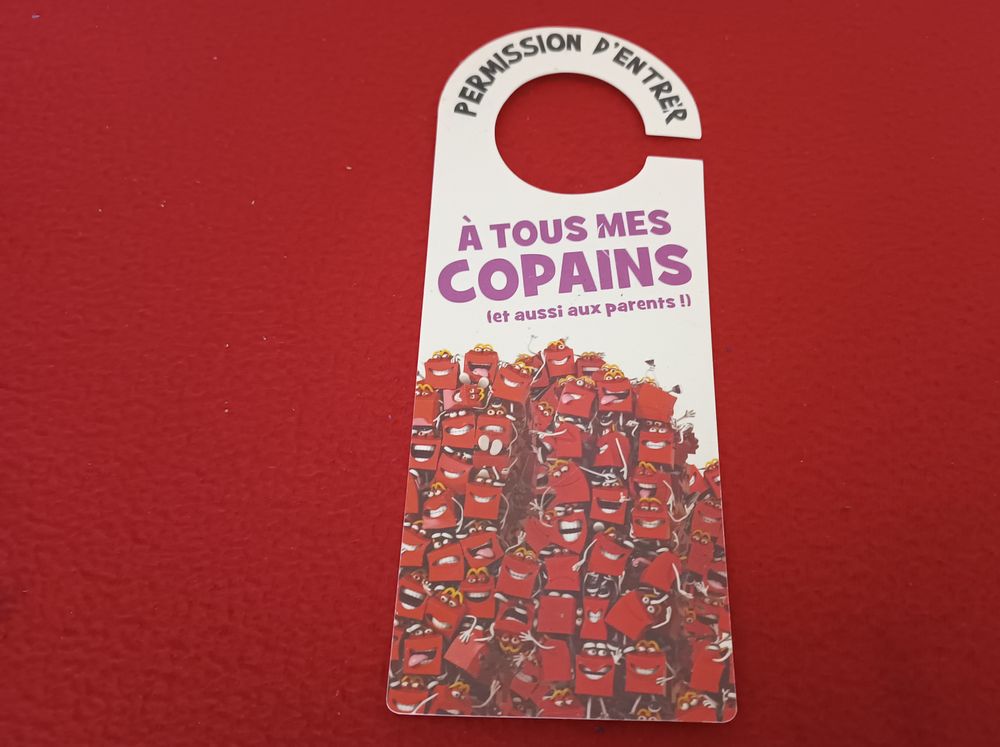 PERMISSION D'ENTRER
À TOUS MES
COPAINS
(et aussi aux parents !)